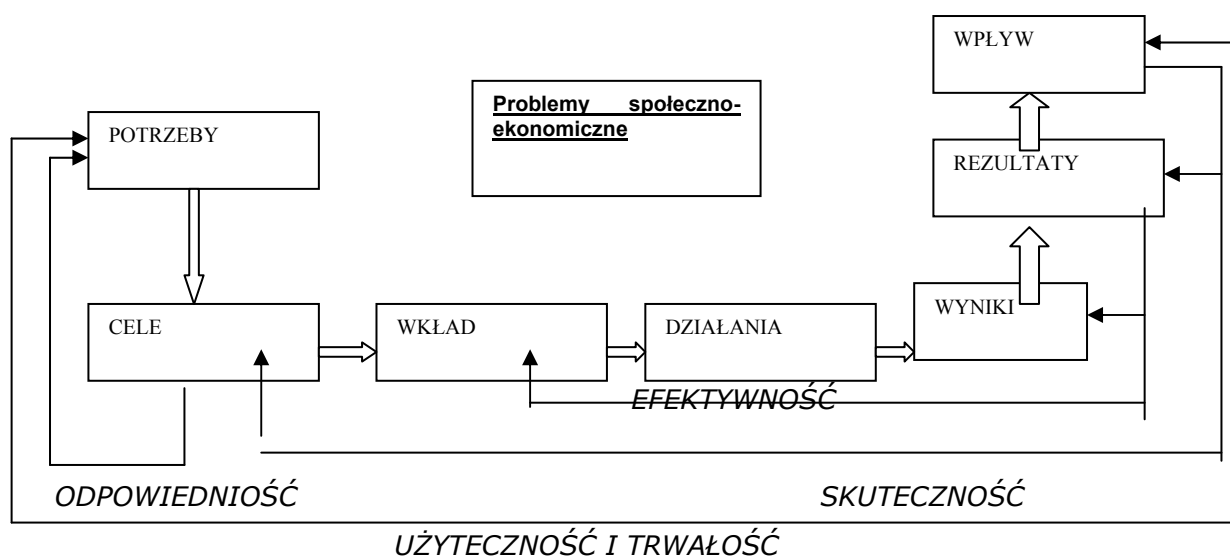 WPŁYW
Problemy społeczno-
ekonomiczne
POTRZEBY
REZULTATY
CELE
WKŁAD
DZIAŁANIA
WYNIKI
EFEKTYWNOŚĆ
ODPOWIEDNIOŚĆ
SKUTECZNOŚĆ
UŻYTECZNOŚĆ I TRWAŁOŚĆ